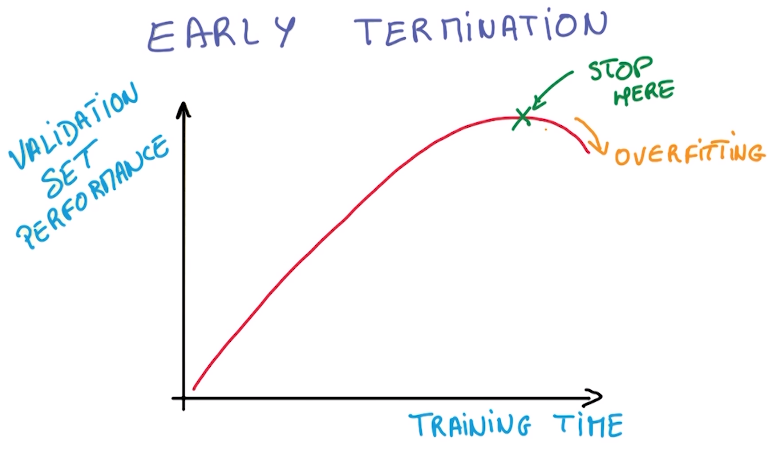 EARLY TERMINATION
VALIDATION
SET
PERFORMANCE
STOP
HERE
OVERFITTING
TRAINING TIME